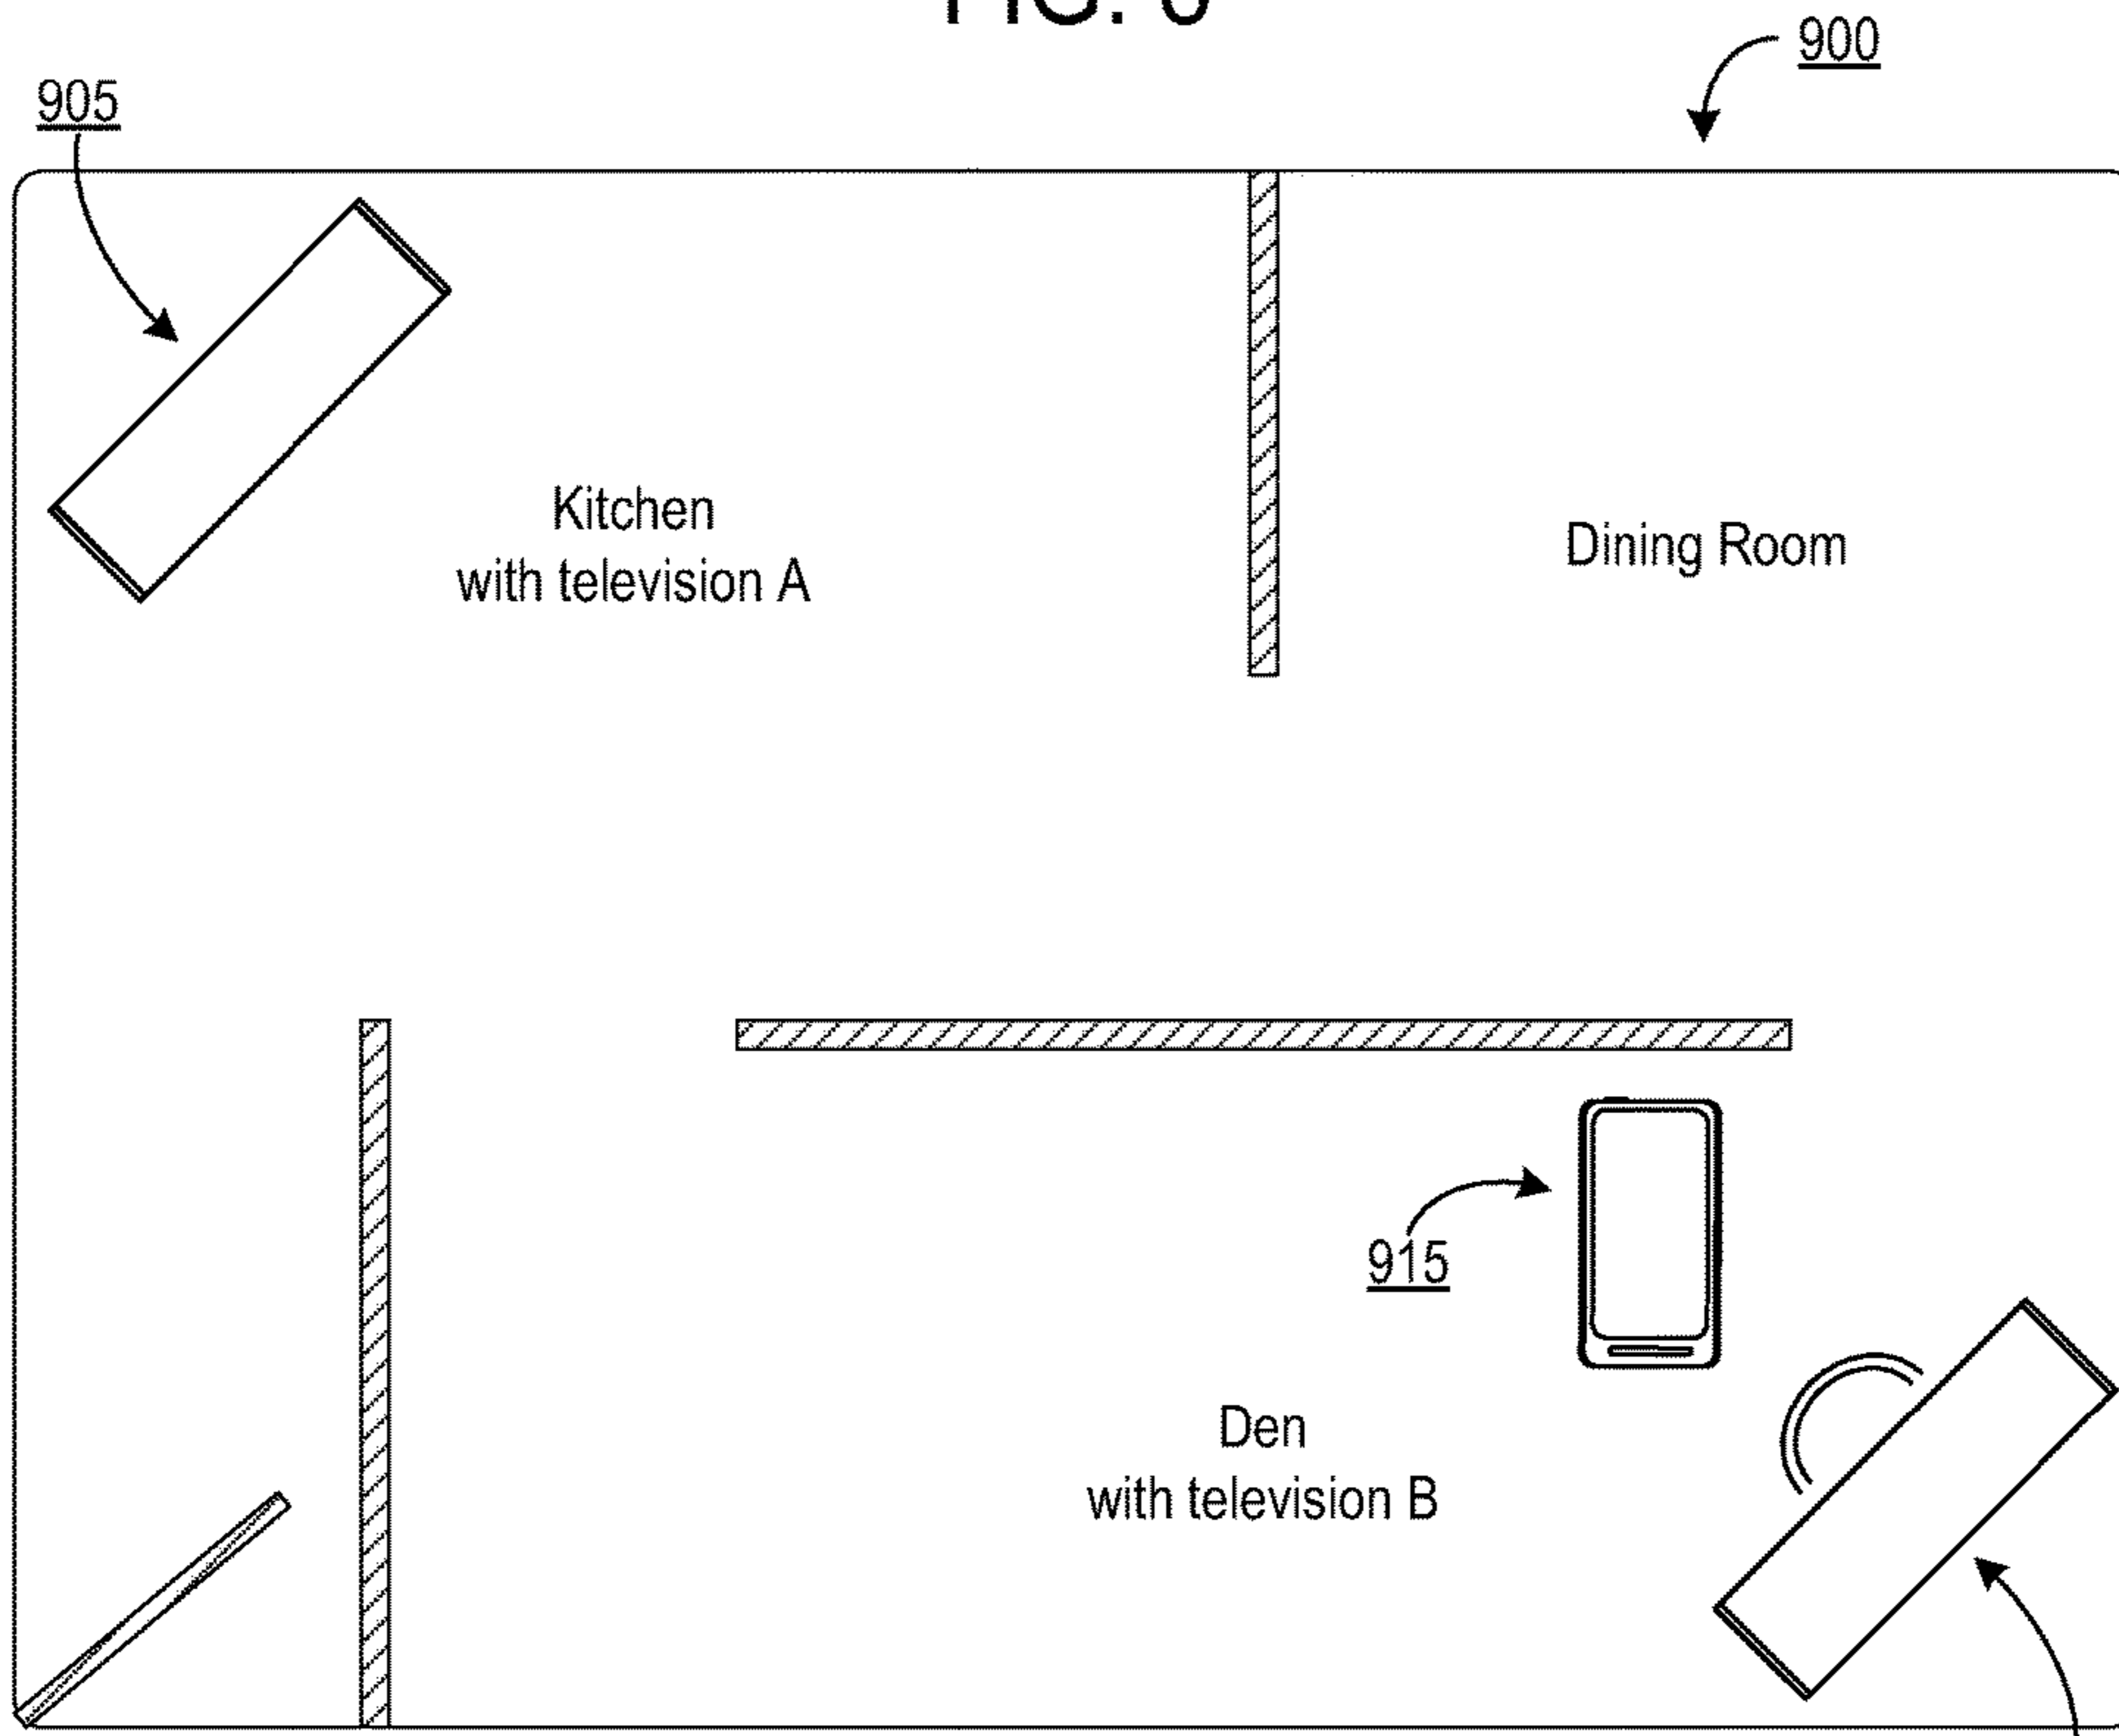 900
905
Kitchen
with television A
Dining Room
915
Den
with television B